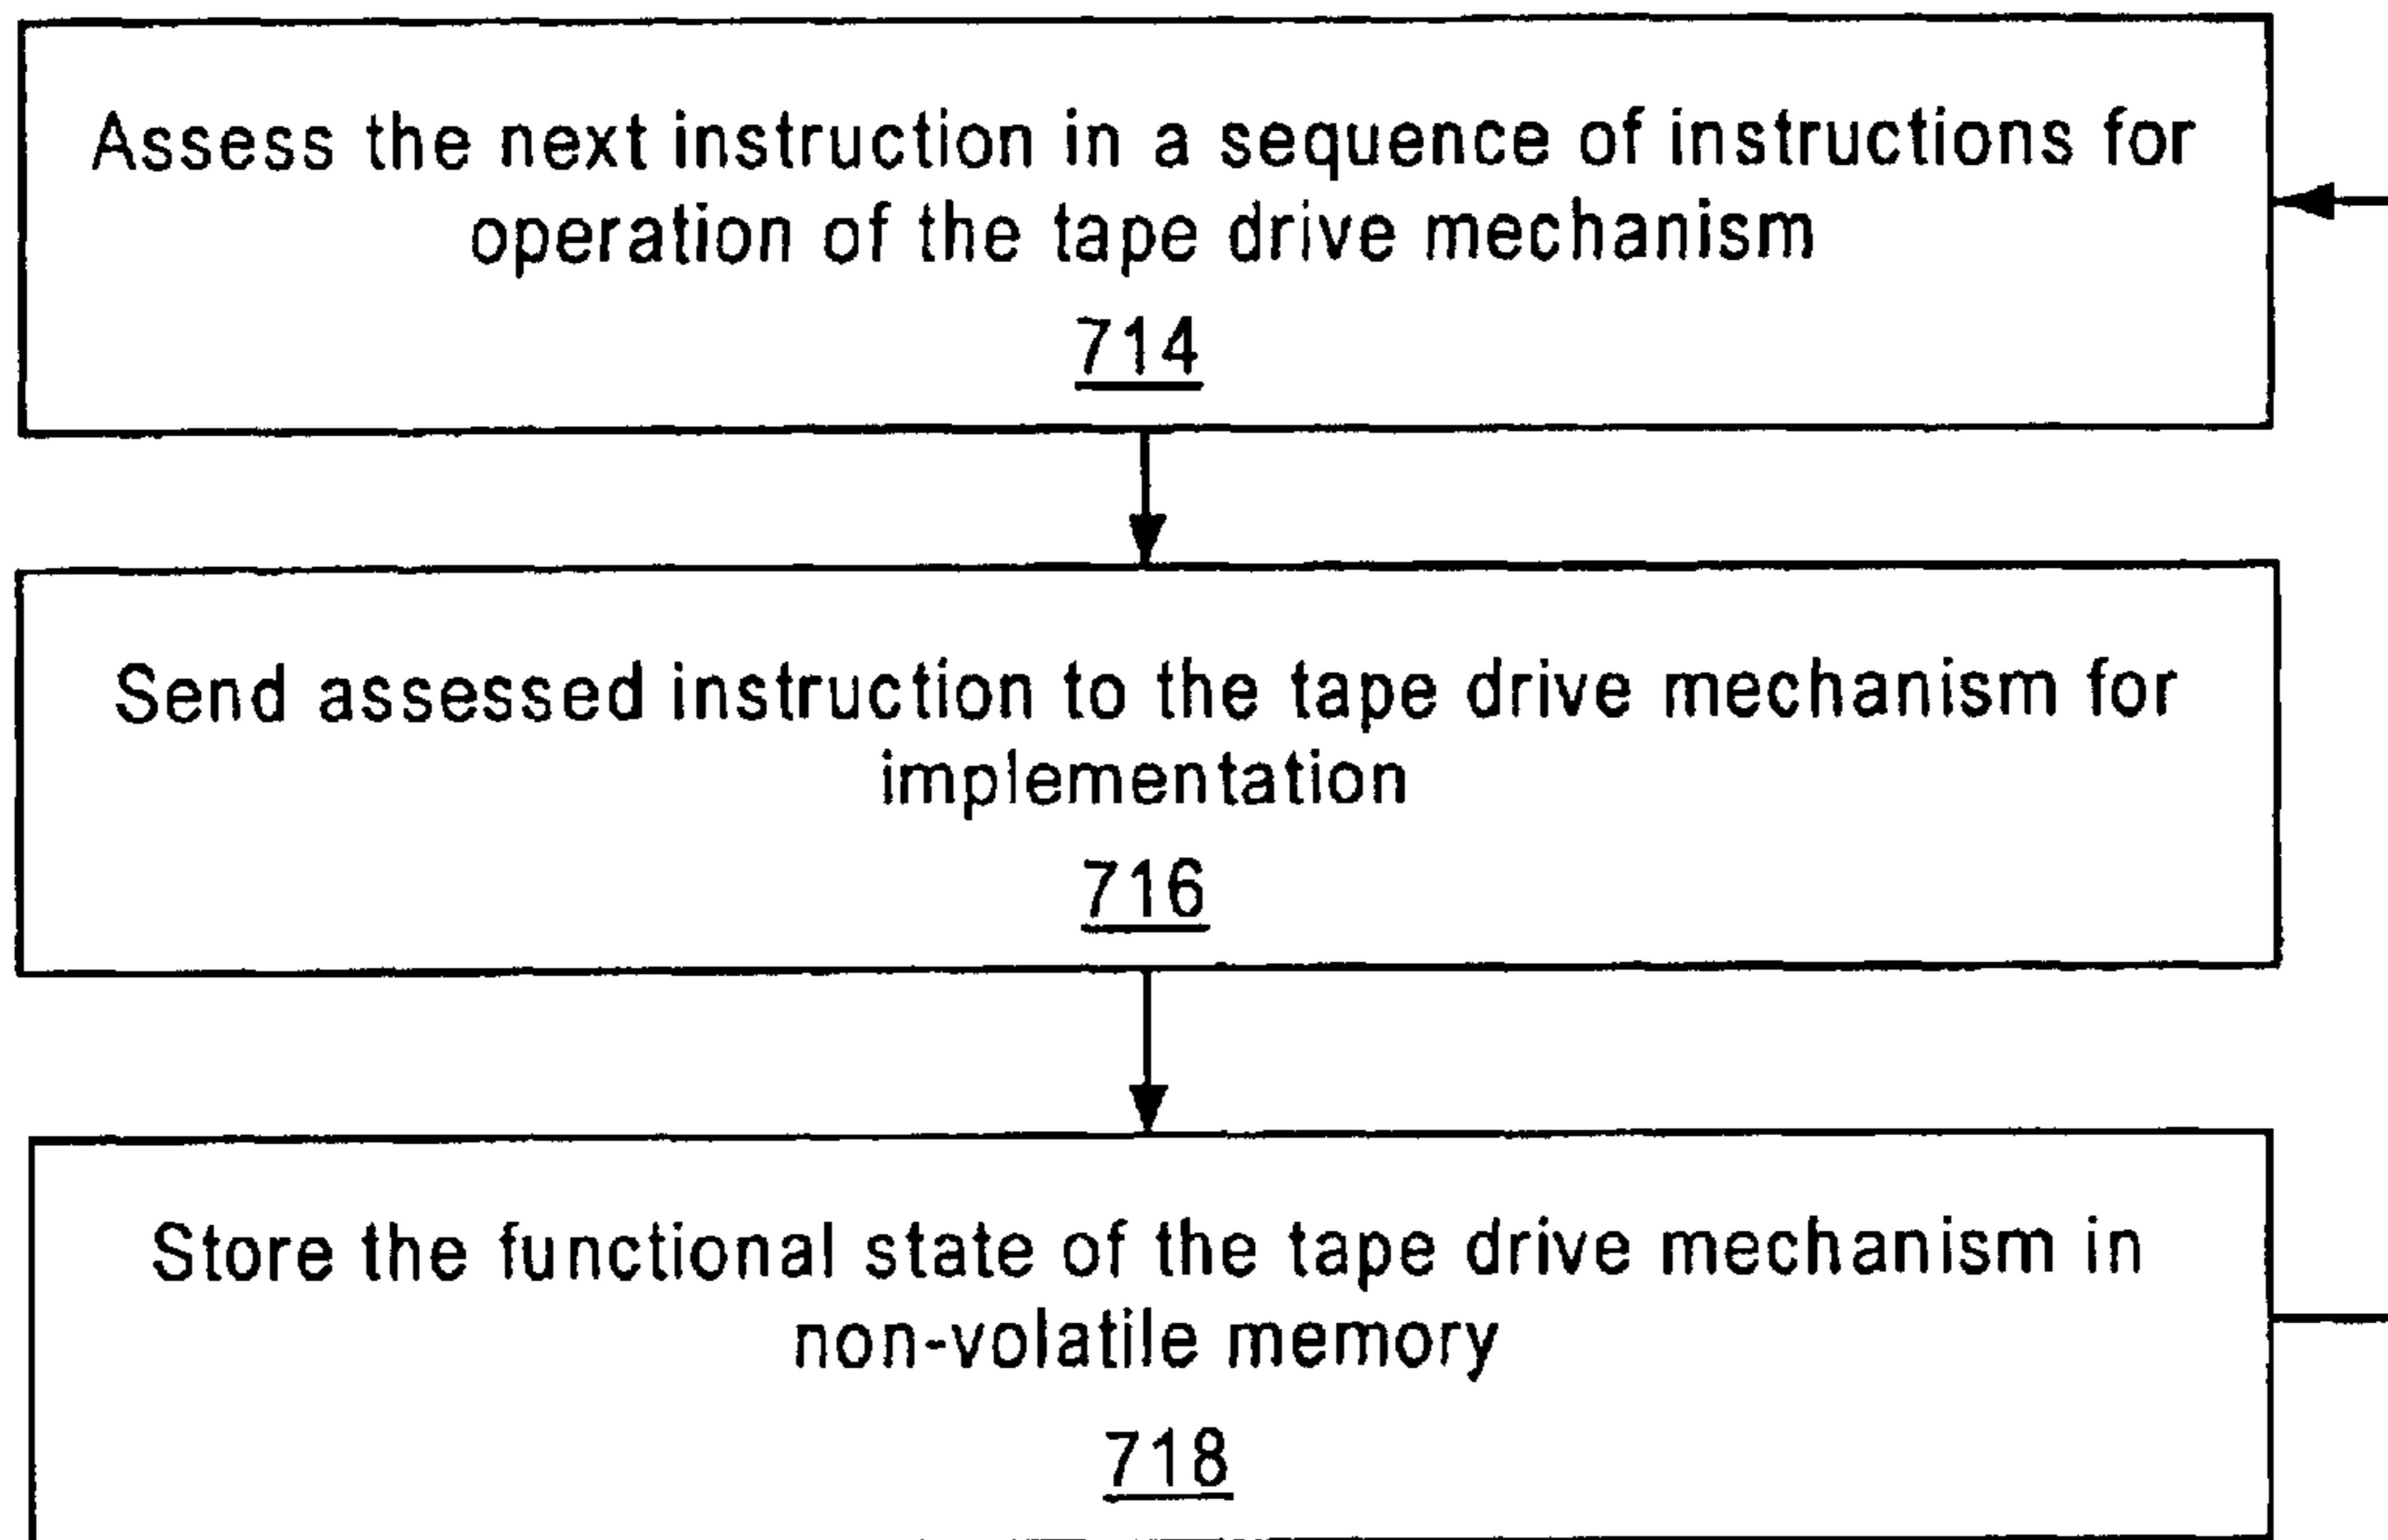 Assess the next instruction in a sequence of instructions for
operation of the tape drive mechanism
714
Send assessed instruction to the tape drive mechanism for
implementation
716
Store the functional state of the tape drive mechanism in
non-volatile memory
718